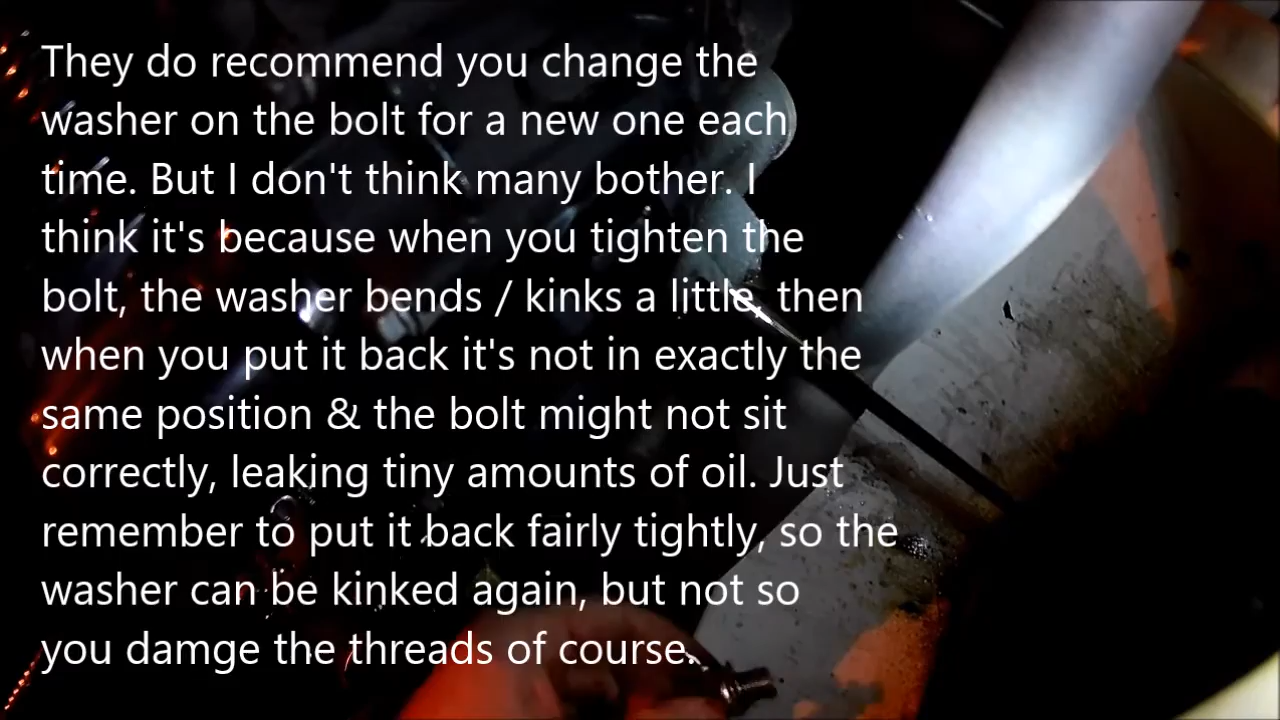 They do recommend you change the
washer on the bolt for a new one each
time. But I don't think many bother. I
think it's because when you tighten the
bolt, the washer bends / kinks a little, then
when you put it back it's not in exactly the
same position & the bolt might not sit
correctly, leaking tiny amounts of oil. Just
remember to put it back fairly tightly, so the
washer can be kinked again, but not so
you damge the threads of course.